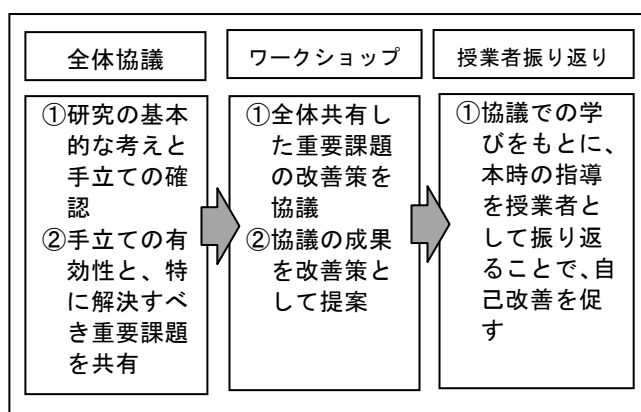 全体協議
①研究の基本
的な考えと
手立ての確
認
②手立ての有
効性と、特
に解決すべ
き重要課題
を共有
ワークショップ
①全体共有し
た重要課題
の改善策を
協議
②協議の成果
を改善策と
して提案
授業者振り返り
①協議での学
びをもとに、
本時の指導
を授業者と
して振り返
ることで、自
己改善を促
す